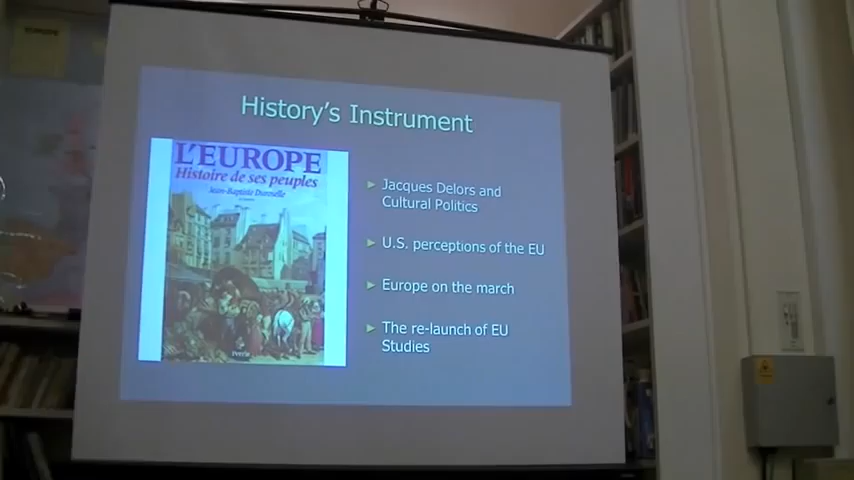 History's Instrument
L'EUROPE
Histoire de ses peuples
Jean-Baptiste Duroselle
Perrin
► Jacques Delors and
Cultural Politics
► U.S. perceptions of the EU
► Europe on the march
► The re-launch of EU
Studies